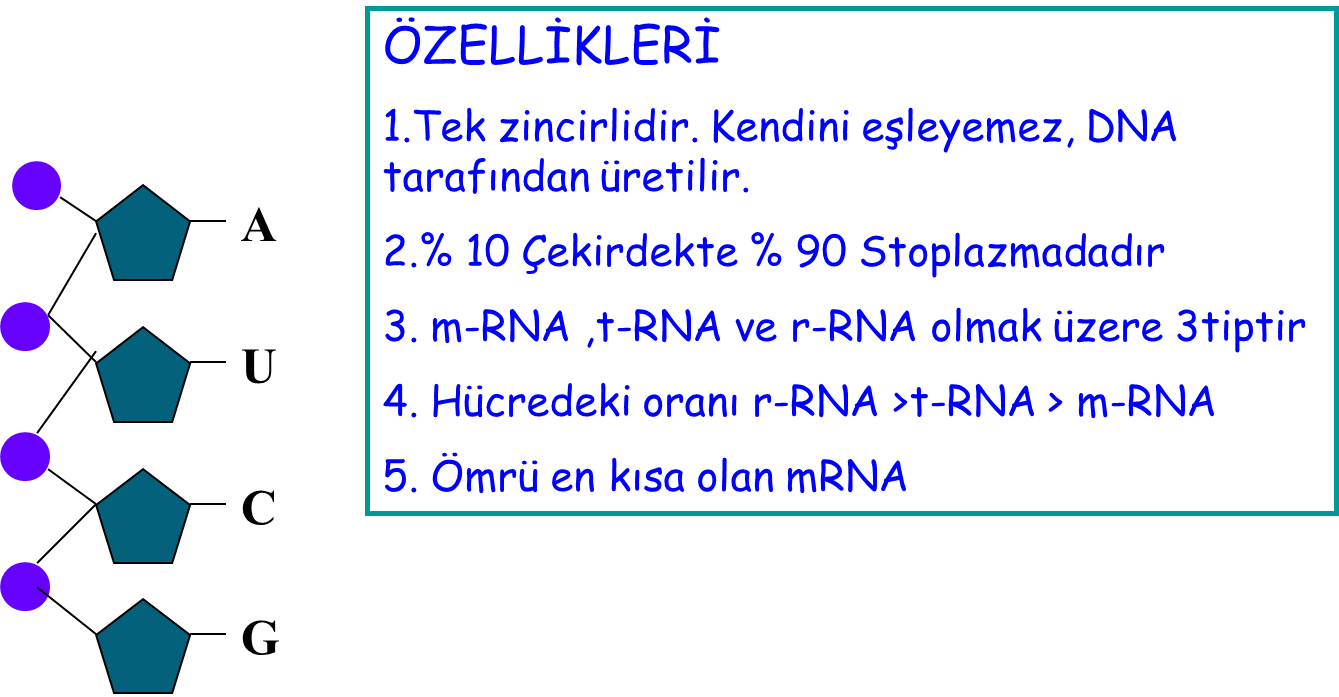 ÖZELLİKLERİ
1.Tek zincirlidir. Kendini eşleyemez, DNA
tarafından üretilir.
2.% 10 Çekirdekte % 90 Stoplazmadadır
3. m-RNA ,t-RNA ve r-RNA olmak üzere 3tiptir
4. Hücredeki oranı r-RNA >t-RNA > m-RNA
5. Ömrü en kısa olan mRNA
A
U
C
G